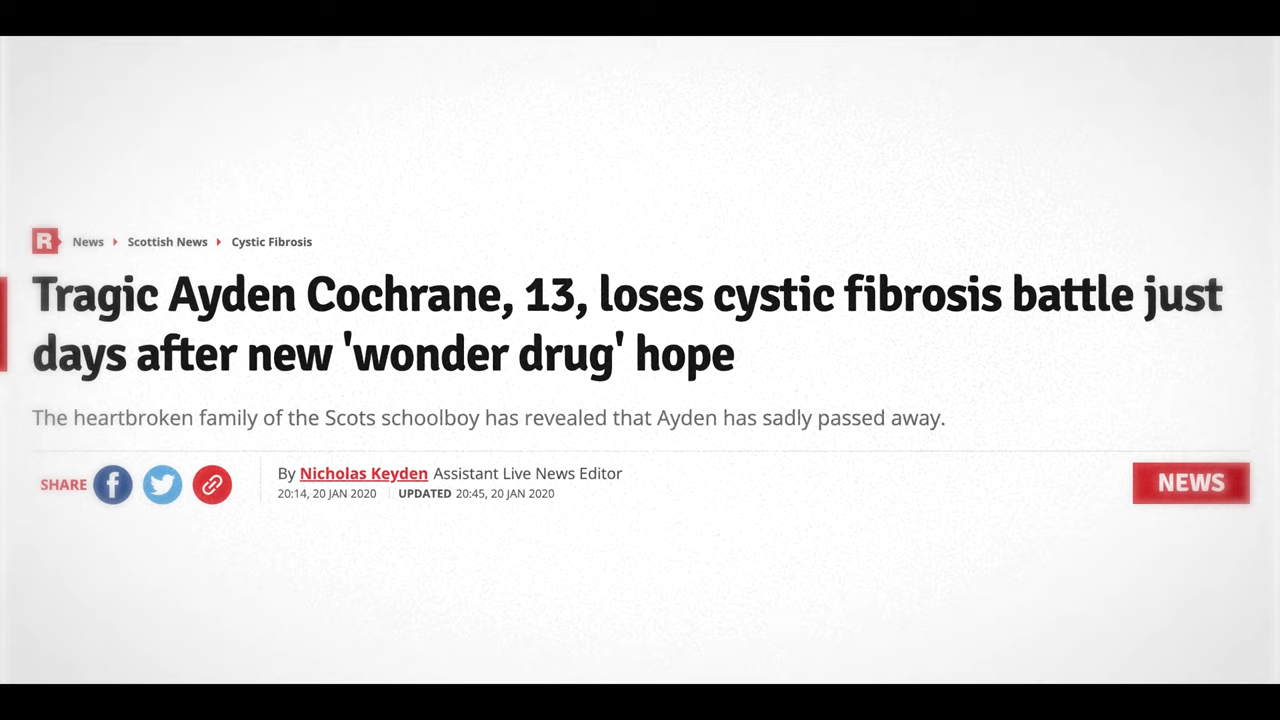 R News Scottish News Cystic Fibrosis
Tragic Ayden Cochrane, 13, loses cystic fibrosis battle just
days after new 'wonder drug' hope
The heartbroken family of the Scots schoolboy has revealed that Ayden has sadly passed away.
SHARE f By Nicholas Keyden Assistant Live News Editor
20:14, 20 JAN 2020 UPDATED 20:45, 20 JAN 2020
NEWS